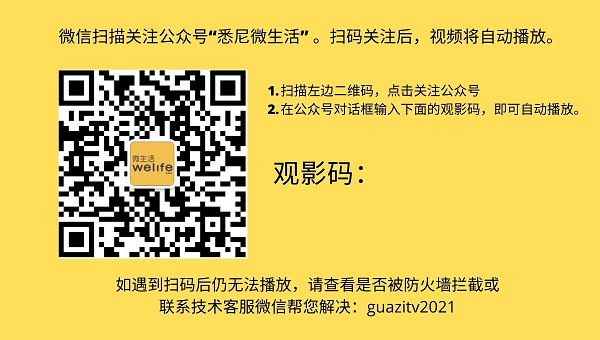 微信扫描关注公众号“悉尼微生活”。扫码关注后，视频将自动播放。
1. 扫描左边二维码，点击关注公众号
2. 在公众号对话框输入下面的观影码，即可自动播放。
微生活
welife
观影码：
如遇到扫码后仍无法播放，请查看是否被防火墙拦截或
联系技术客服微信帮您解决：guazitv2021